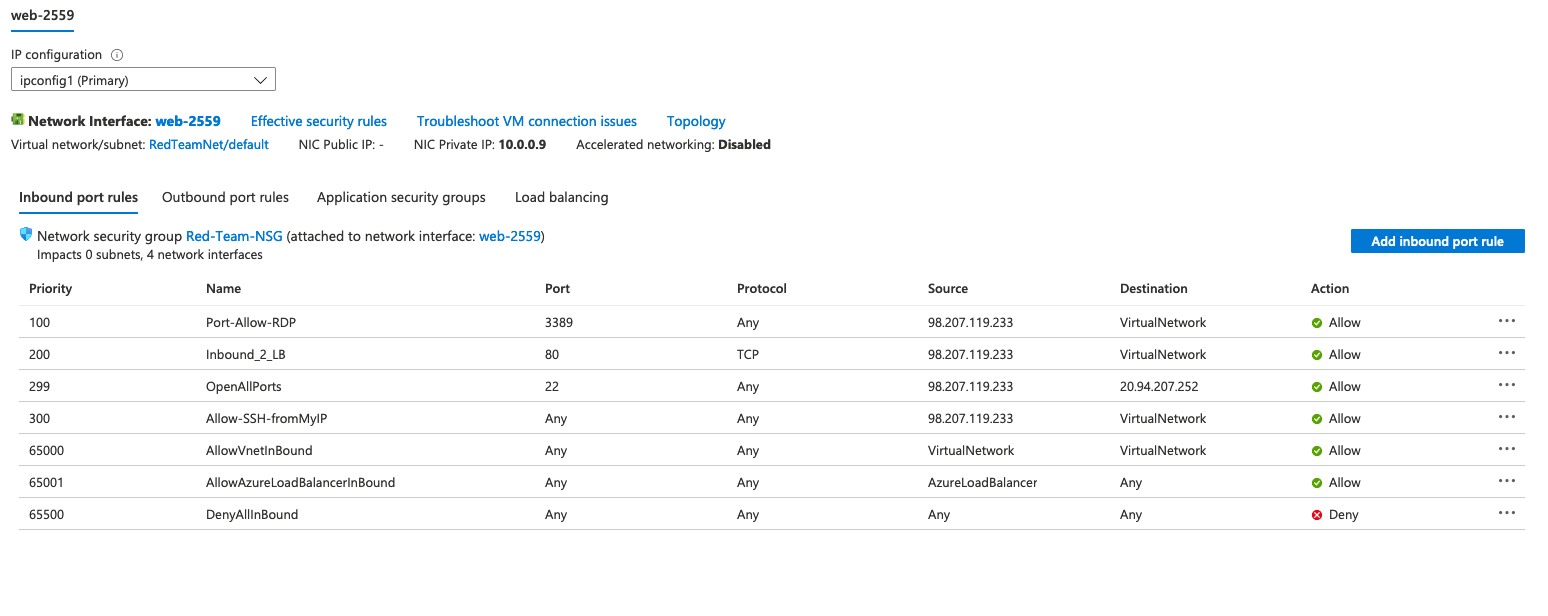 web-2559
IP configuration
ipconfig1 (Primary)
Network Interface: web-2559 Effective security rules Troubleshoot VM connection issues Topology
Virtual network/subnet: RedTeamNet/default NIC Public IP: - NIC Private IP: 10.0.0.9 Accelerated networking: Disabled
Inbound port rules Outbound port rules Application security groups Load balancing
Network security group Red-Team-NSG (attached to network interface: web-2559)
Add inbound port rule
Impacts 0 subnets, 4 network interfaces
Priority Name Port Protocol Source Destination Action
100 Port-Allow-RDP 3389 Any 98.207.119.233 VirtualNetwork Allow
200 Inbound_2_LB 80 TCP 98.207.119.233 VirtualNetwork Allow
299 OpenAllPorts 22 Any 98.207.119.233 20.94.207.252 Allow
300 Allow-SSH-fromMyIP Any Any 98.207.119.233 VirtualNetwork Allow
65000 AllowVnetInBound Any Any VirtualNetwork VirtualNetwork Allow
65001 AllowAzureLoadBalancerInBound Any Any AzureLoadBalancer Any Allow
65500 DenyAllInBound Any Any Any Any Deny